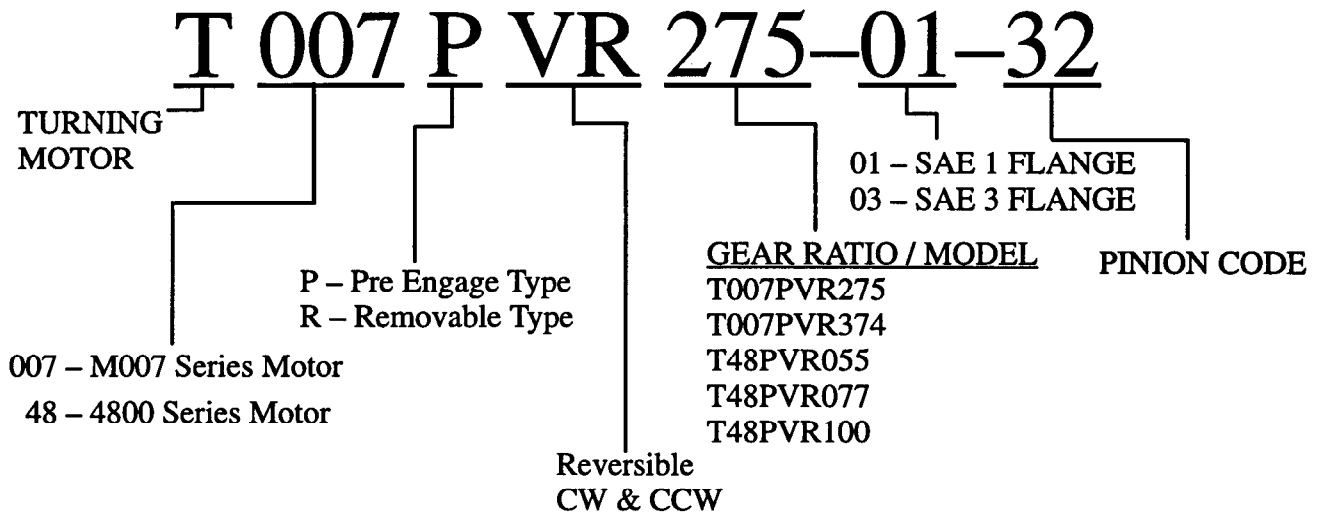 T 007 P VR 275–01–32
TURNING
MOTOR
01 – SAE 1 FLANGE
03 – SAE 3 FLANGE
GEAR RATIO / MODEL
T007PVR275
T007PVR374
T48PVR055
T48PVR077
T48PVR100
PINION CODE
P – Pre Engage Type
R – Removable Type
007 – M007 Series Motor
48 – 4800 Series Motor
Reversible
CW & CCW